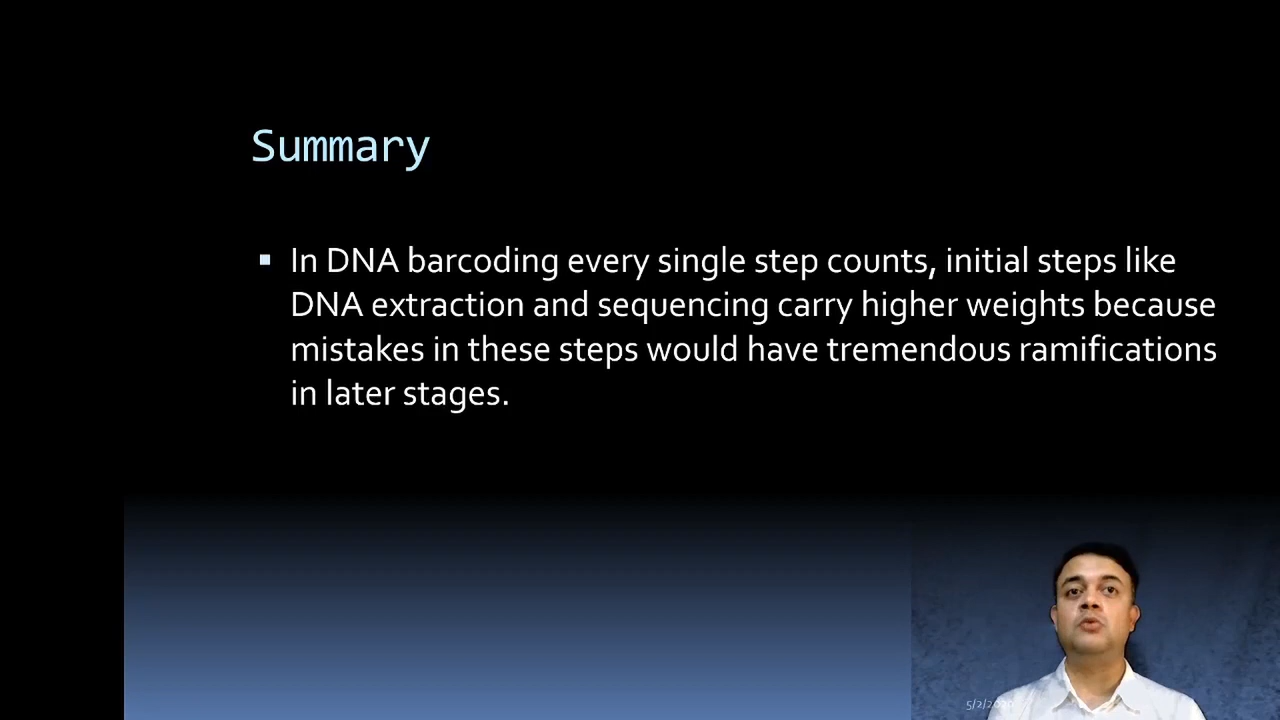 Summary
▪ In DNA barcoding every single step counts, initial steps like
DNA extraction and sequencing carry higher weights because
mistakes in these steps would have tremendous ramifications
in later stages.